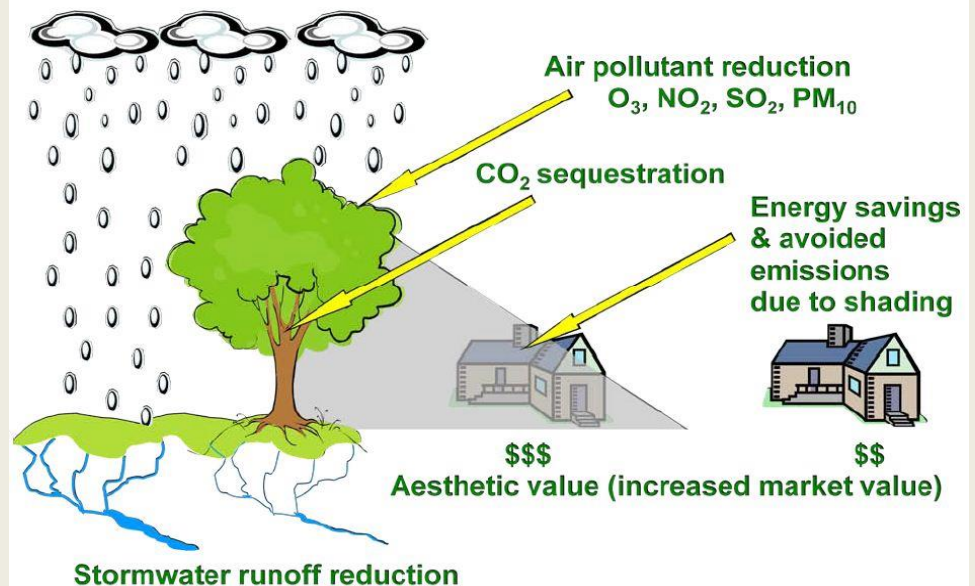 Air pollutant reduction
O₃, NO₂, SO₂, PM₁₀
CO₂ sequestration
Energy savings
& avoided
emissions
due to shading
$$$
$$
Aesthetic value (increased market value)
Stormwater runoff reduction